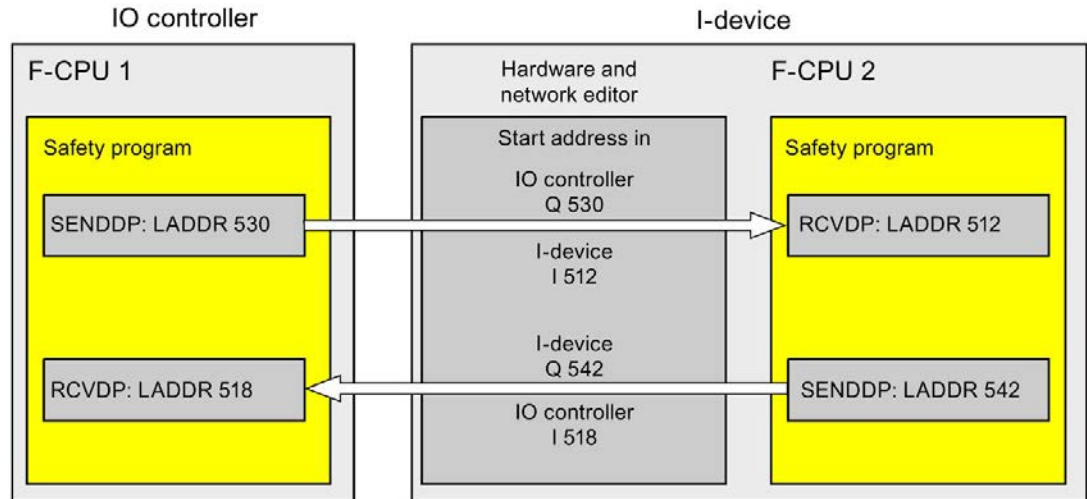 IO controller
I-device
F-CPU 1
Hardware and
network editor
F-CPU 2
Safety program
Start address in
Safety program
IO controller
Q 530
SENDDP: LADDR 530
RCVDP: LADDR 512
I-device
I 512
I-device
Q 542
RCVDP: LADDR 518
SENDDP: LADDR 542
IO controller
I 518